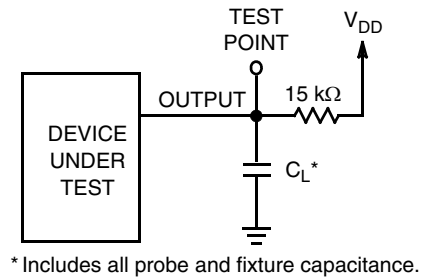 TEST
POINT
V_DD
OUTPUT
15 kΩ
DEVICE
UNDER
TEST
C_L*
* Includes all probe and fixture capacitance.